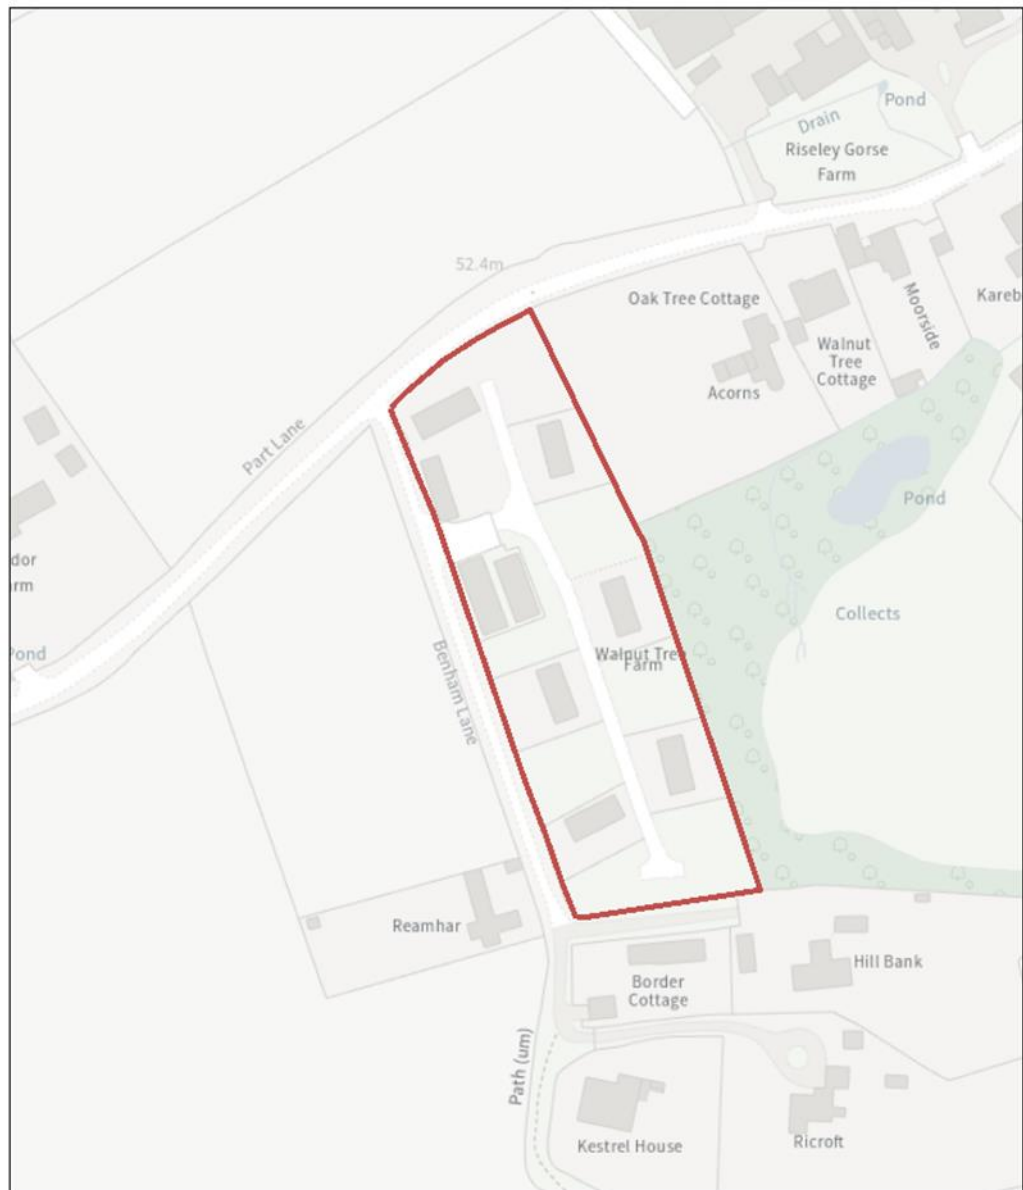 Pond
Drain
Riseley Gorse
Farm
52.4m
Oak Tree Cottage
Kareb
Moorside
Walnut
Tree
Cottage
Acorns
Part Lane
Pond
dor
arm
Collects
Pond
Benham Lane
Walnut Tree
Farm
Reamhar
Hill Bank
Border
Cottage
Path (um)
Kestrel House
Ricroft